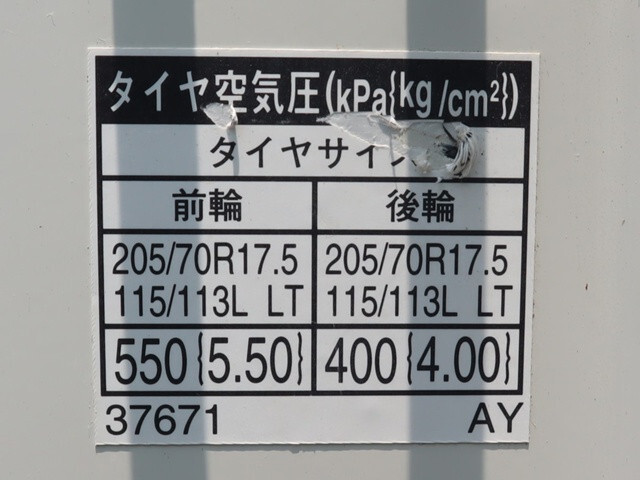 タイヤ空気圧(kPa{kg/cm²})
タイヤサイズ
前輪 後輪
205/70R17.5 205/70R17.5
115/113L LT 115/113L LT
550{5.50} 400{4.00}
37671 AY